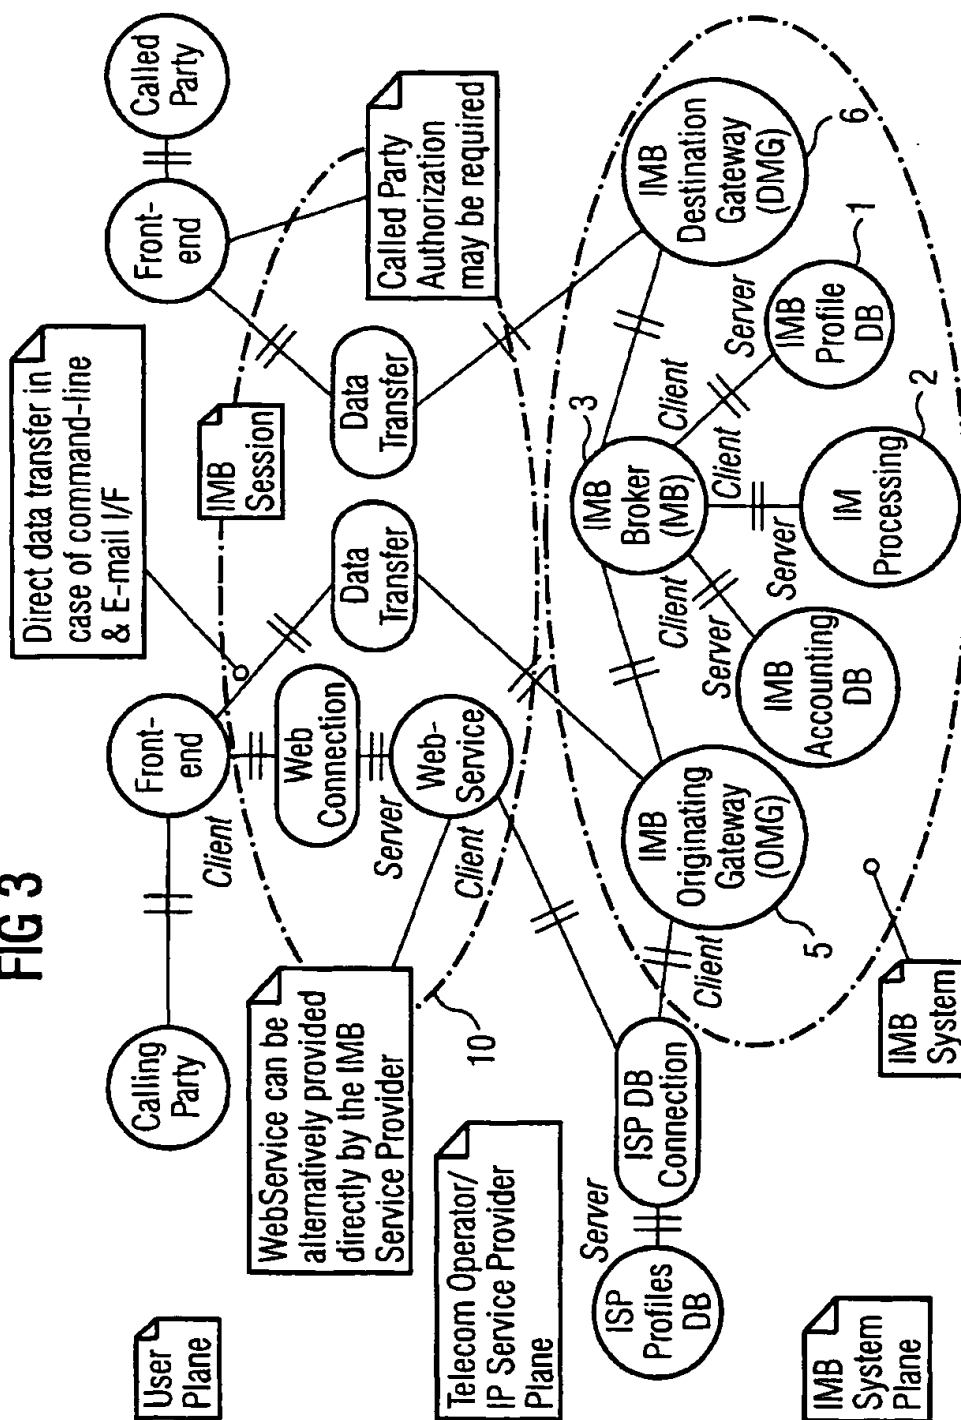 FIG 3
User
Plane
Calling
Party
Front-
end
Front-
end
Called
Party
Client
Direct data transfer in
case of command-line
& E-mail I/F
WebService can be
alternatively provided
directly by the IMB
Service Provider
Web
Connection
IMB
Session
Called Party
Authorization
may be required
Server
Data
Transfer
Data
Transfer
Web-
Service
Client
10
Telecom Operator/
IP Service Provider
Plane
Server
ISP
Profiles
DB
ISP DB
Connection
Client
IMB
Originating
Gateway
(OMG)
5
IMB
Broker
(MB)
3
IMB
Destination
Gateway
(DMG)
6
Client
Client
Client
Server
Server
Server
IMB
Accounting
DB
IM
Processing
2
IMB
Profile
DB
1
IMB
System
Plane
IMB
System